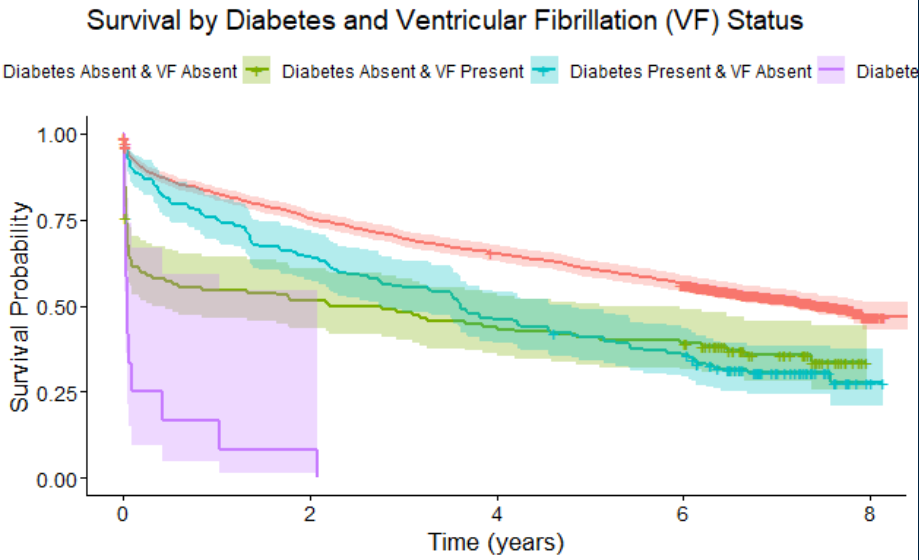 Survival by Diabetes and Ventricular Fibrillation (VF) Status
Diabetes Absent & VF Absent Diabetes Absent & VF Present Diabetes Present & VF Absent Diabete
1.00
0.75
0.50
0.25
0.00
Survival Probability
0 2 4 6 8
Time (years)